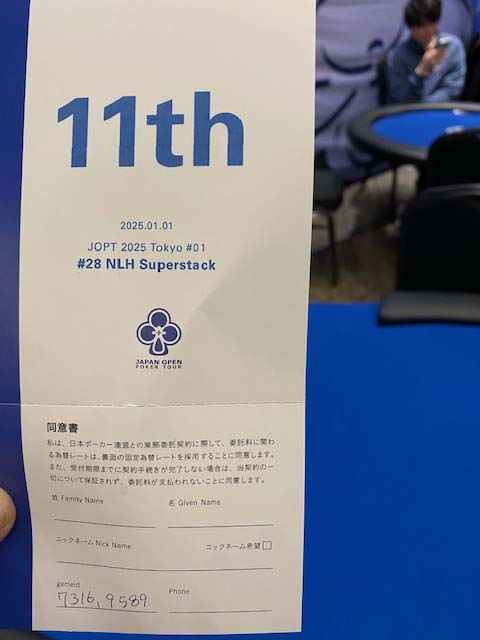 11th
2025.01.01
JOPT 2025 Tokyo #01
#28 NLH Superstack
JAPAN OPEN
POKER TOUR
同意書
私は、日本ポーカー連盟との業務委託契約に際して、委託料に関わ
る為替レートは、裏面の固定為替レートを採用することに同意します。
また、受付期限までに契約手続きが完了しない場合は、当契約の一
切について保証されず、委託料が支払われないことに同意します。
姓 Family Name 名 Given Name
ニックネーム Nick Name ニックネーム希望
gameid Phone
7316,9589